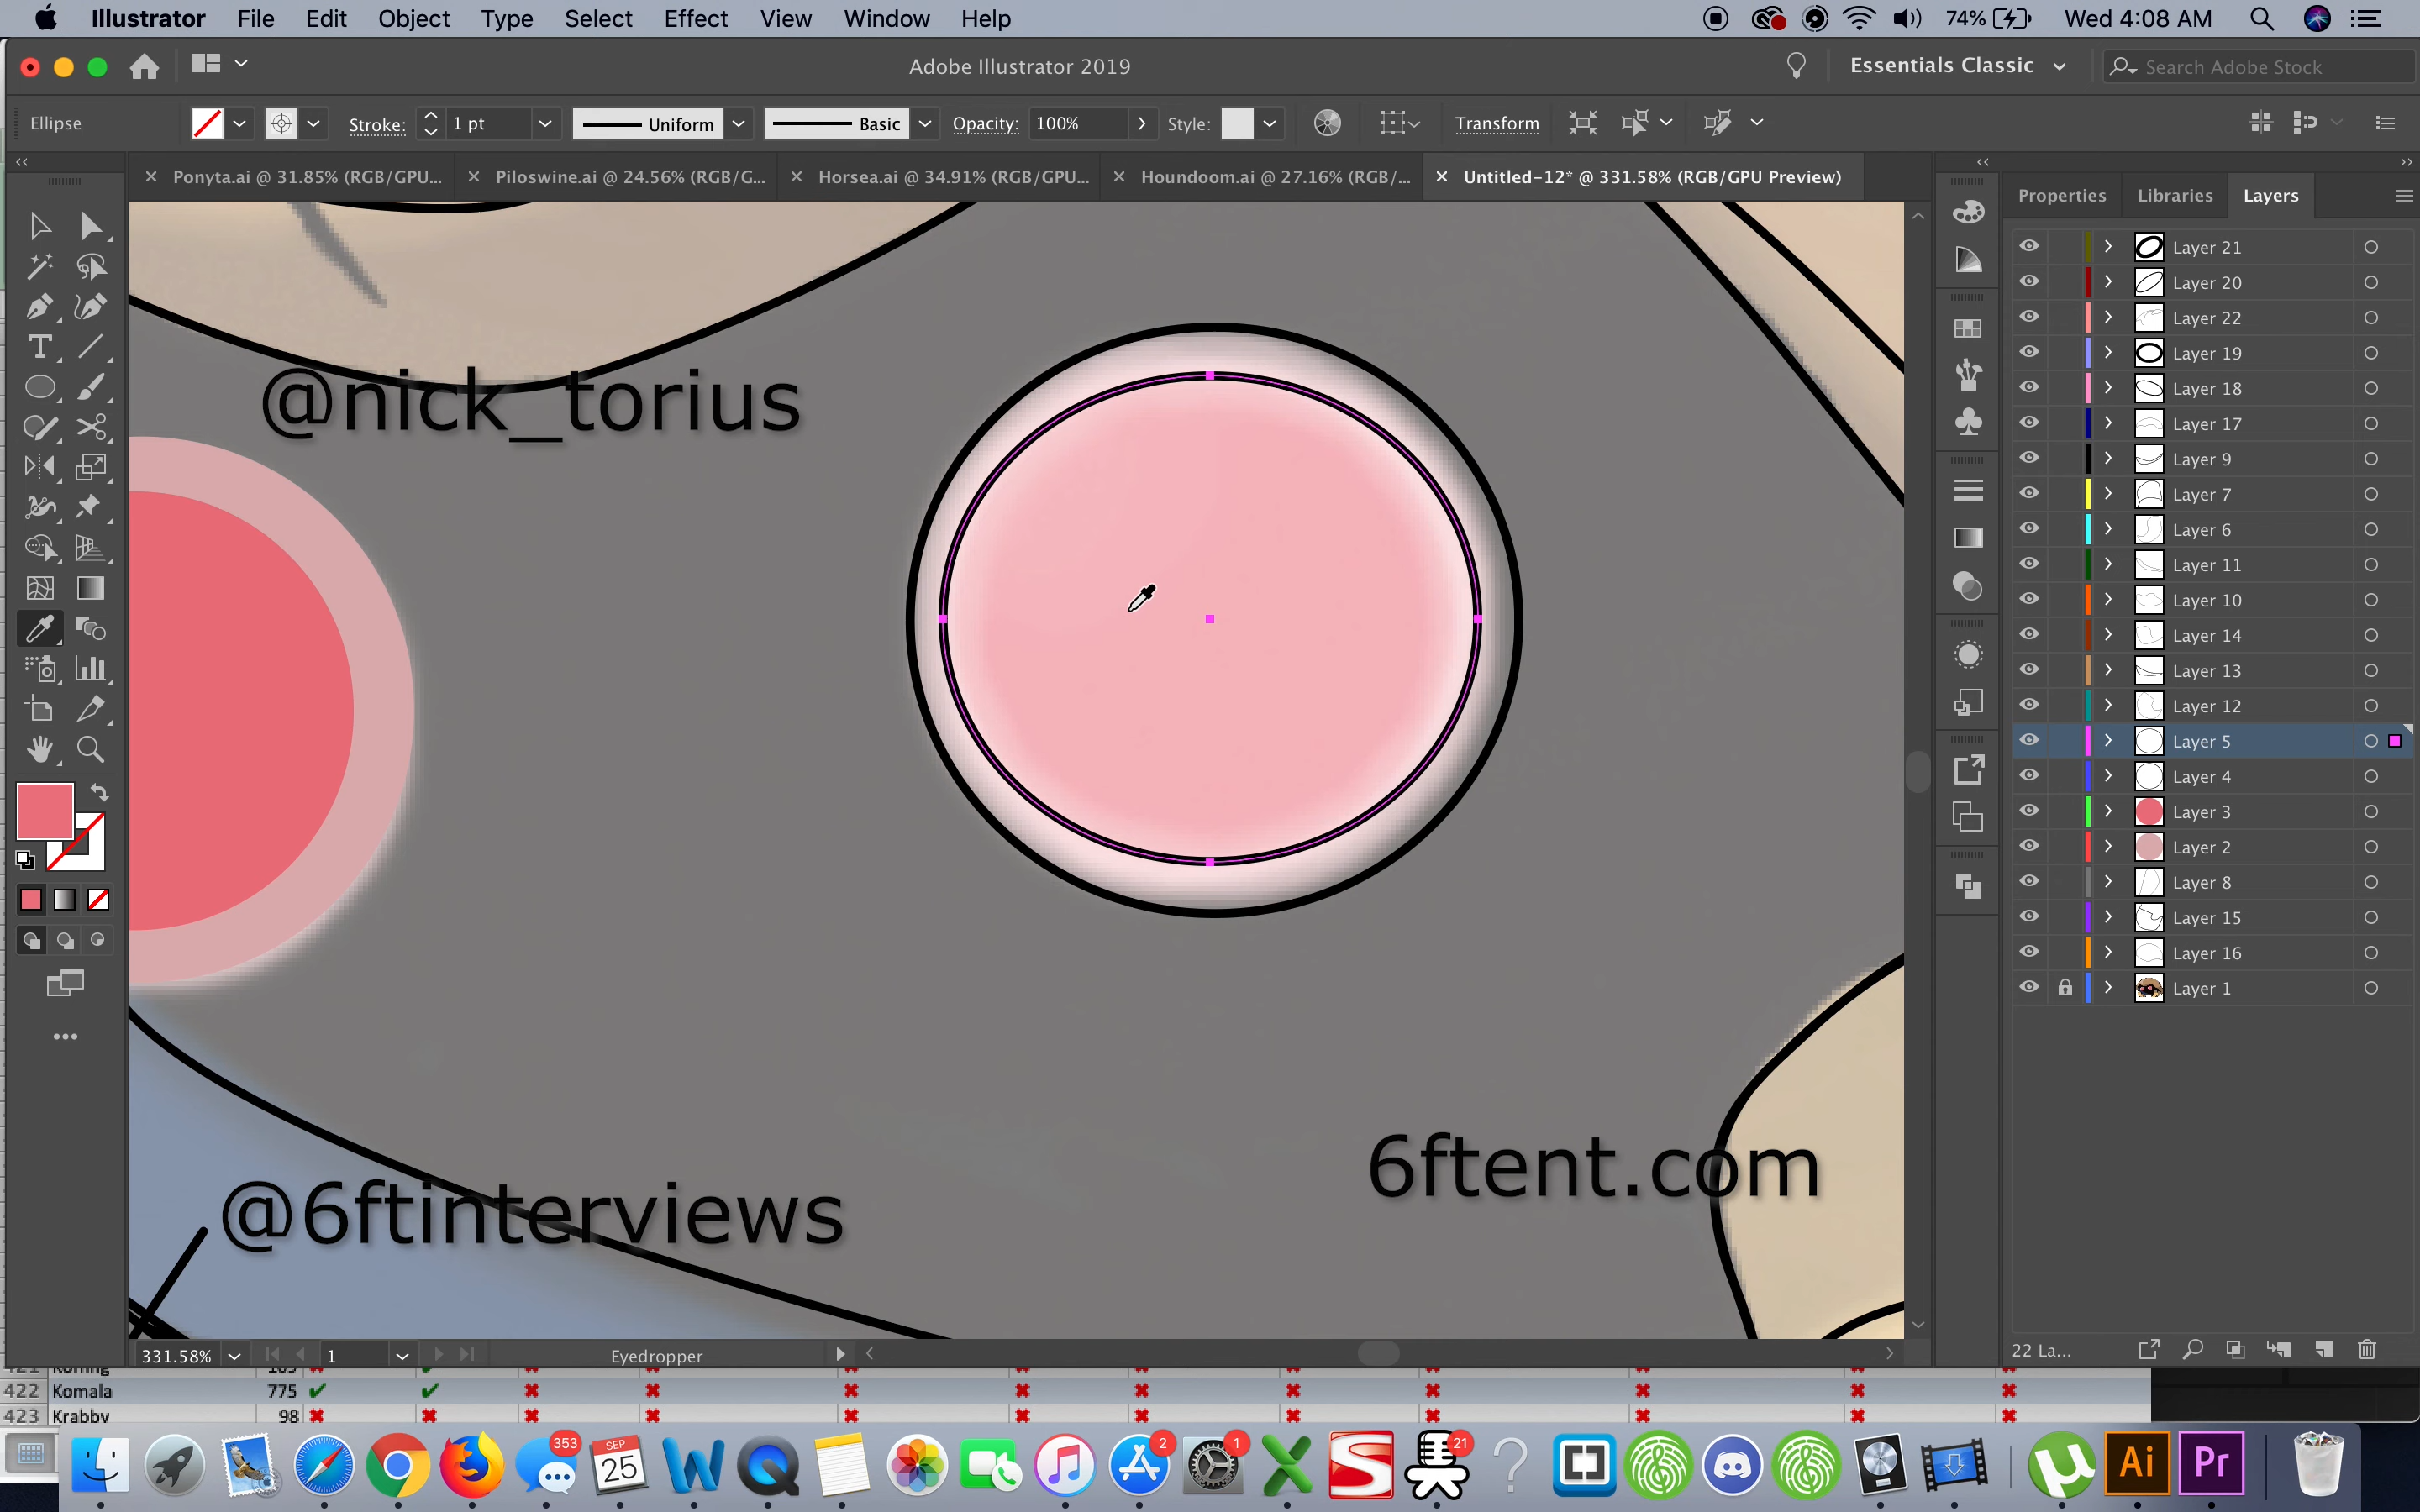 Illustrator File Edit Object Type Select Effect View Window Help 74% Wed 4:08 AM
Adobe Illustrator 2019 Essentials Classic Search Adobe Stock
Ellipse Stroke: 1 pt Uniform Basic Opacity: 100% Style: Transform
Ponyta.ai @ 31.85% (RGB/GPU... Piloswine.ai @ 24.56% (RGB/G... Horsea.ai @ 34.91% (RGB/GPU... Houndoom.ai @ 27.16% (RGB/... Untitled-12* @ 331.58% (RGB/GPU Preview)
Properties Libraries Layers
Layer 21
Layer 20
Layer 22
Layer 19
Layer 18
Layer 17
Layer 9
Layer 7
Layer 6
Layer 11
Layer 10
Layer 14
Layer 13
Layer 12
Layer 5
Layer 4
Layer 3
Layer 2
Layer 8
Layer 15
Layer 16
Layer 1
@nick_torius
6ftent.com
@6ftinterviews
331.58% 1 Eyedropper 22 La...
422 Komala 775
423 Krabby 98
353 SEP 25 2 1 21 Ai Pr